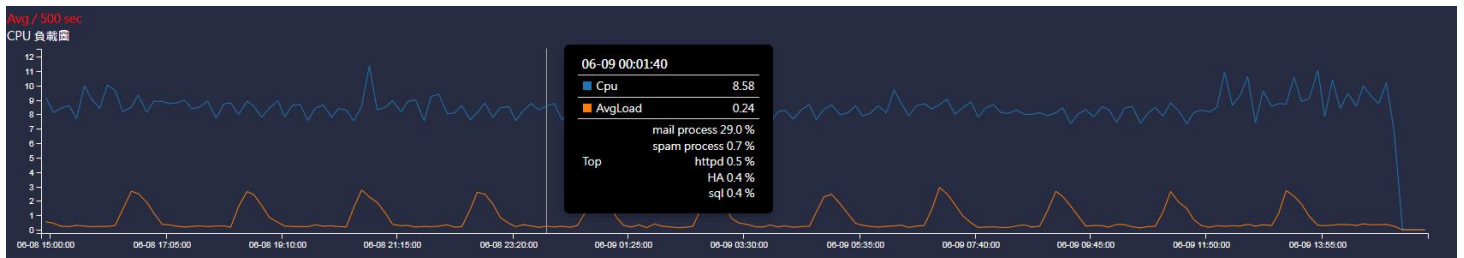 Avg / 500 sec
CPU 負載圖
12
11
10
9
8
7
6
5
4
3
2
1
0
06-08 15:00:00 06-08 17:05:00 06-08 19:10:00 06-08 21:15:00 06-08 23:20:00 06-09 01:25:00 06-09 03:30:00 06-09 05:35:00 06-09 07:40:00 06-09 09:45:00 06-09 11:50:00 06-09 13:55:00
06-09 00:01:40
Cpu 8.58
AvgLoad 0.24
mail process 29.0 %
spam process 0.7 %
Top httpd 0.5 %
HA 0.4 %
sql 0.4 %